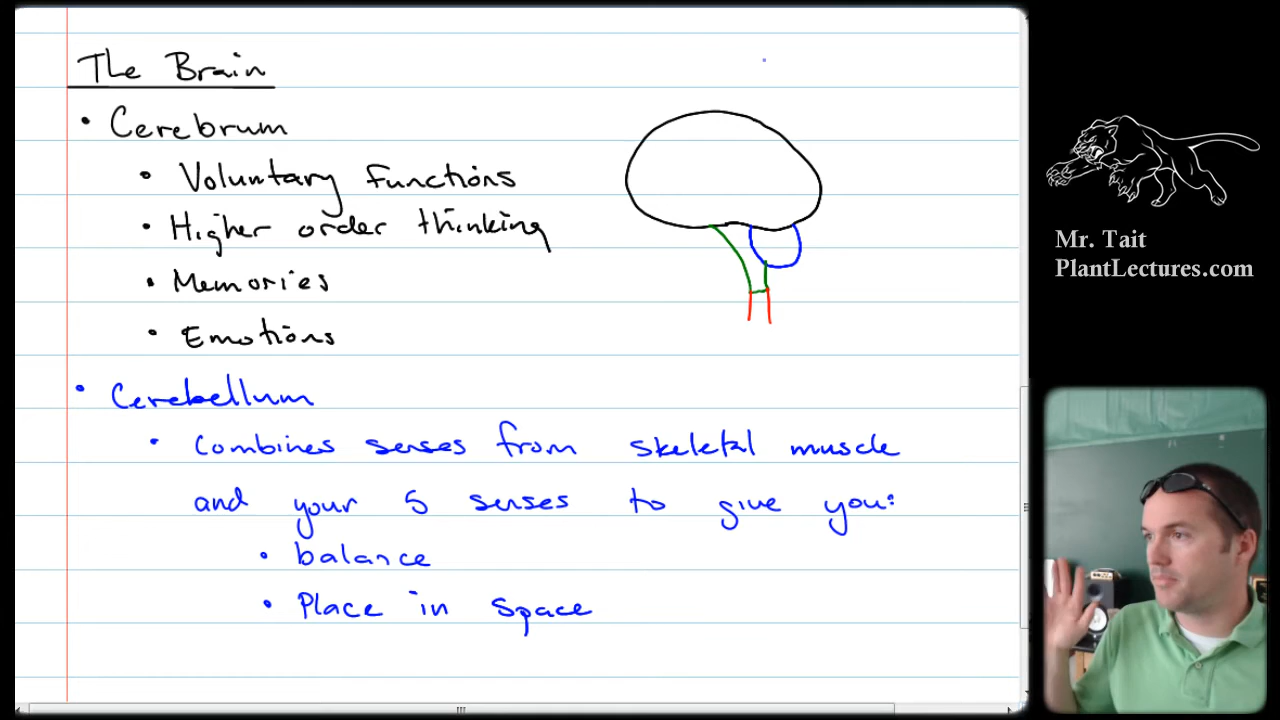 The Brain
• Cerebrum
• Voluntary functions
• Higher order thinking
• Memories
• Emotions
• Cerebellum
• Combines senses from skeletal muscle
and your 5 senses to give you:
• balance
• Place in space
Mr. Tait
PlantLectures.com